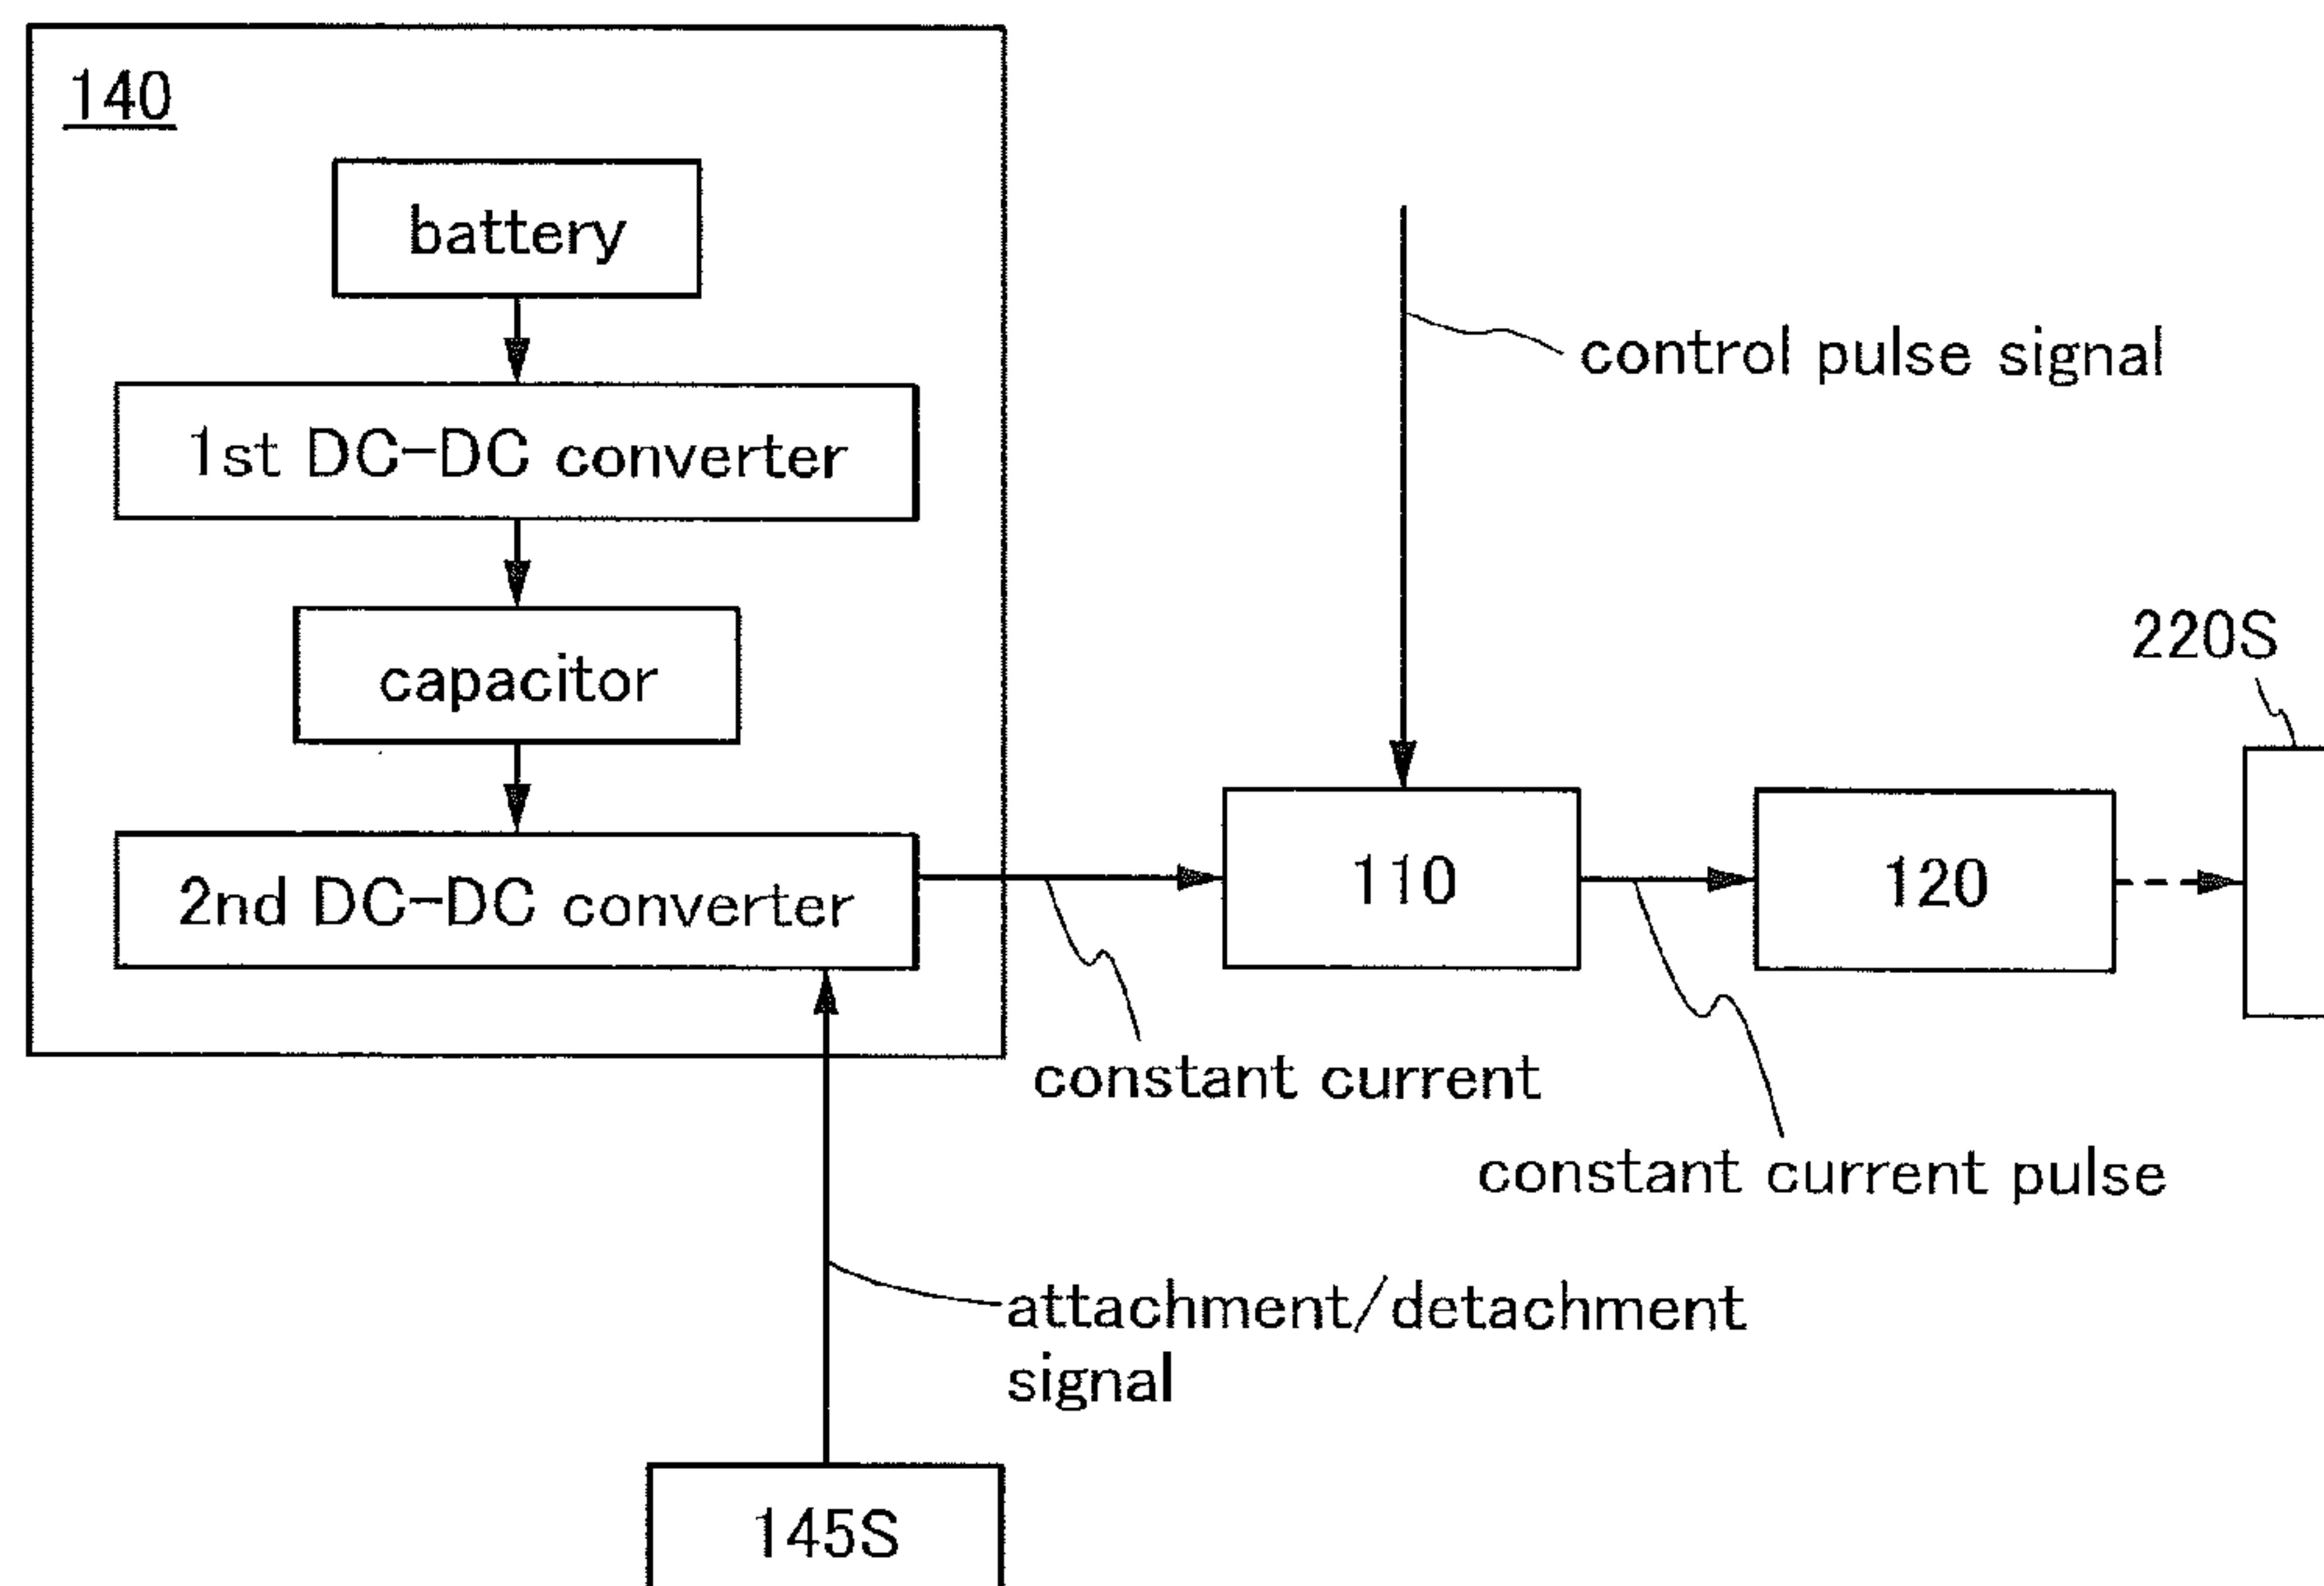 140
battery
1st DC-DC converter
capacitor
2nd DC-DC converter
control pulse signal
220S
110
120
constant current
constant current pulse
attachment/detachment
signal
145S